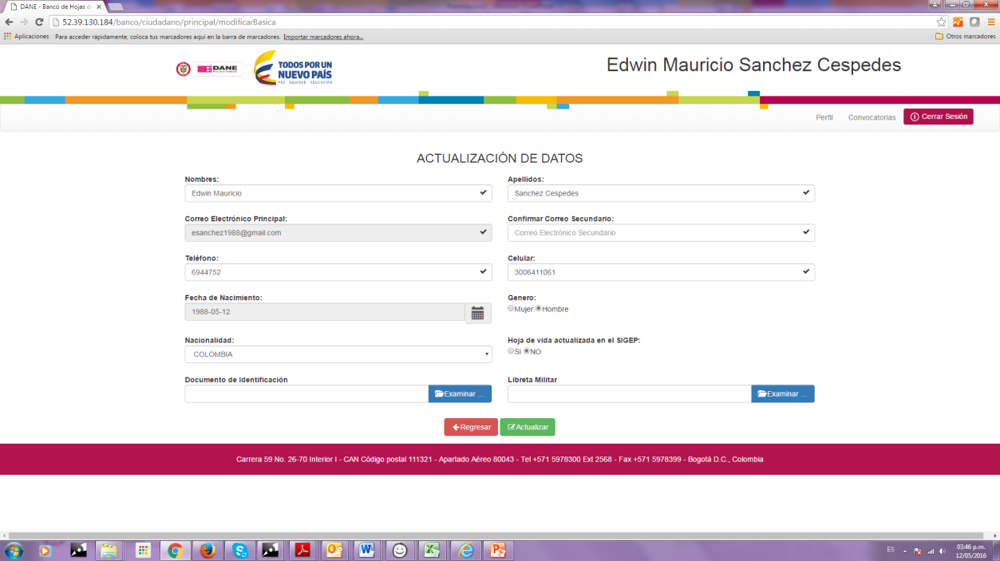 DANE - Banco de Hojas d
52.39.130.184/banco/ciudadano/principal/modificarBasica
Aplicaciones Para acceder rápidamente, coloca tus marcadores aquí en la barra de marcadores. Importar marcadores ahora... Otros marcadores
DANE
TODOS POR UN
NUEVO PAÍS
PAZ EQUIDAD EDUCACIÓN
Edwin Mauricio Sanchez Cespedes
Perfil Convocatorias Cerrar Sesión
ACTUALIZACIÓN DE DATOS
Nombres: Apellidos:
Edwin Mauricio Sanchez Cespedes
Correo Electrónico Principal: Confirmar Correo Secundario:
esanchez1988@gmail.com Correo Electrónico Secundario
Teléfono: Celular:
6944752 3006411061
Fecha de Nacimiento: Genero:
1988-05-12 Mujer Hombre
Nacionalidad: Hoja de vida actualizada en el SIGEP:
COLOMBIA SI NO
Documento de Identificación Libreta Militar
Examinar ... Examinar ...
Regresar Actualizar
Carrera 59 No. 26-70 Interior I - CAN Código postal 111321 - Apartado Aéreo 80043 - Tel +571 5978300 Ext 2568 - Fax +571 5978399 - Bogotá D.C., Colombia
ES 03:46 p.m.
12/05/2016